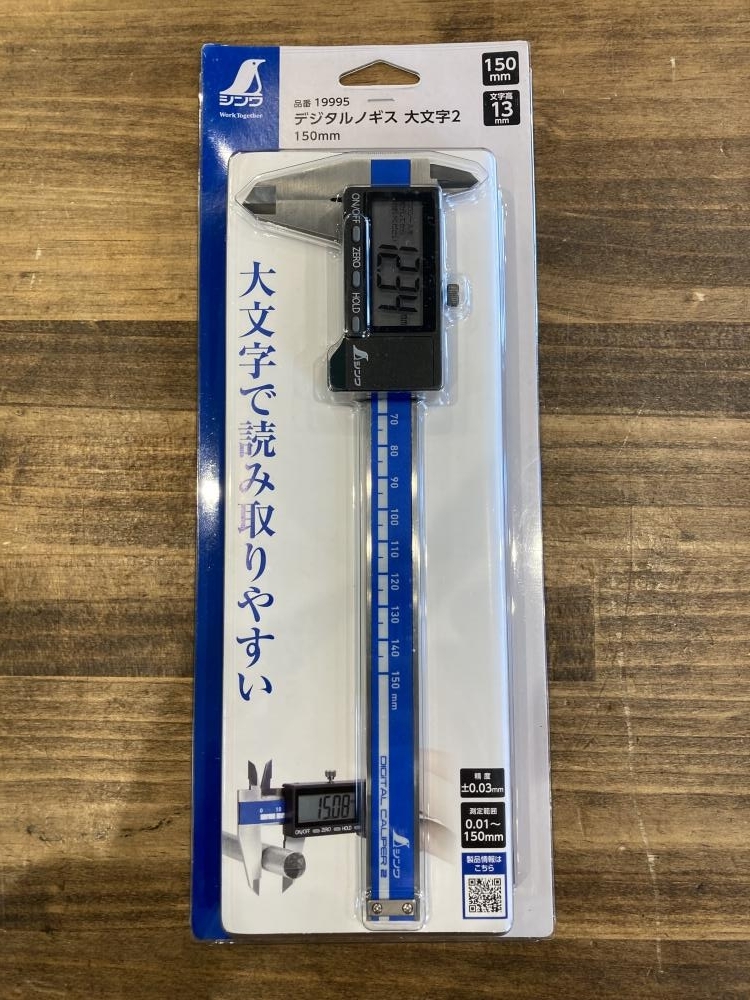 シンワ
Work Together
品番 19995
デジタルノギス 大文字2
150mm
150
mm
文字高
13
mm
大文字で読み取りやすい
ON/OFF
ZERO
HOLD
12.34
mm
シンワ
70
80
90
100
110
120
130
140
150 mm
DIGITAL CALIPER 2
シンワ
0
10
15.08
ON/OFF
ZERO
HOLD
精度
±0.03mm
測定範囲
0.01～
150mm
製品情報は
こちら